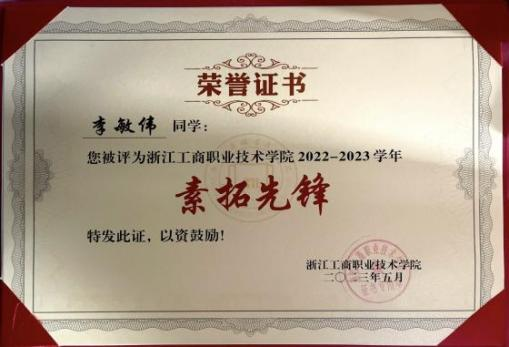 荣誉证书
李敏伟 同学：
您被评为浙江工商职业技术学院 2022-2023 学年
素拓先锋
特发此证，以资鼓励！
浙江工商职业技术学院
二〇二三年五月